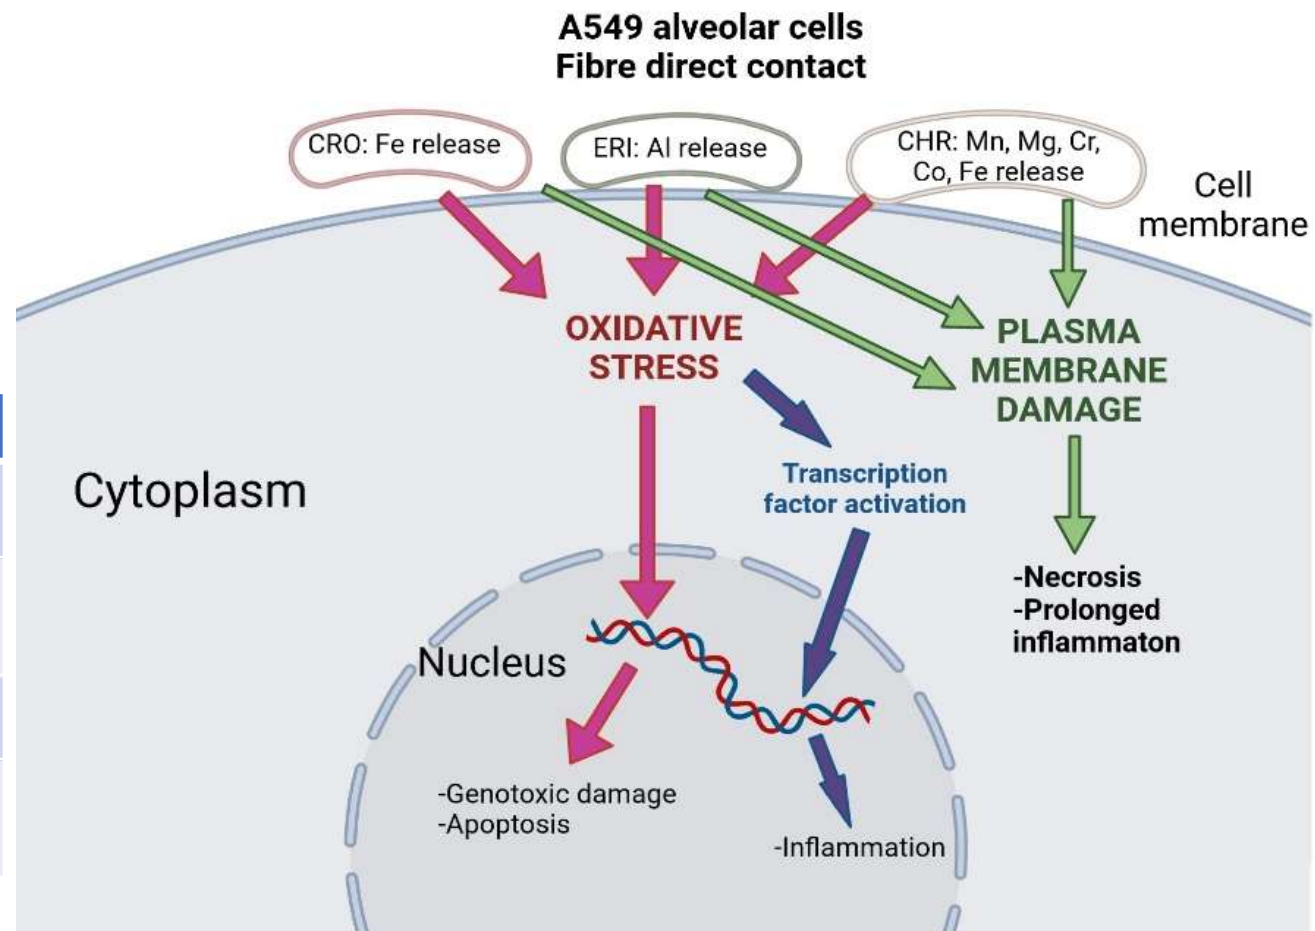 A549 alveolar cells
Fibre direct contact
CRO: Fe release
ERI: Al release
CHR: Mn, Mg, Cr,
Co, Fe release
Cell
membrane
OXIDATIVE
STRESS
PLASMA
MEMBRANE
DAMAGE
Cytoplasm
Transcription
factor activation
-Necrosis
-Prolonged
inflammaton
Nucleus
-Genotoxic damage
-Apoptosis
-Inflammation